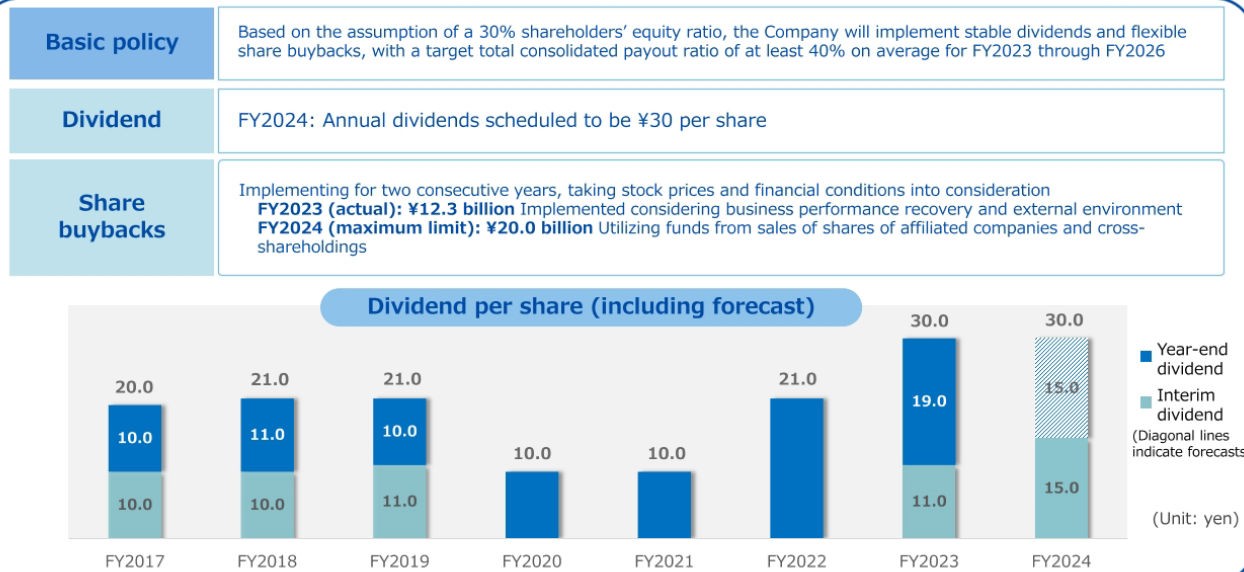 Basic policy
Based on the assumption of a 30% shareholders' equity ratio, the Company will implement stable dividends and flexible
share buybacks, with a target total consolidated payout ratio of at least 40% on average for FY2023 through FY2026
Dividend
FY2024: Annual dividends scheduled to be ¥30 per share
Share
buybacks
Implementing for two consecutive years, taking stock prices and financial conditions into consideration
FY2023 (actual): ¥12.3 billion Implemented considering business performance recovery and external environment
FY2024 (maximum limit): ¥20.0 billion Utilizing funds from sales of shares of affiliated companies and cross-
shareholdings
Dividend per share (including forecast)
20.0
21.0
21.0
10.0
10.0
21.0
30.0
30.0
10.0
11.0
10.0
19.0
15.0
10.0
10.0
11.0
11.0
15.0
Year-end
dividend
Interim
dividend
(Diagonal lines
indicate forecasts
(Unit: yen)
FY2017
FY2018
FY2019
FY2020
FY2021
FY2022
FY2023
FY2024